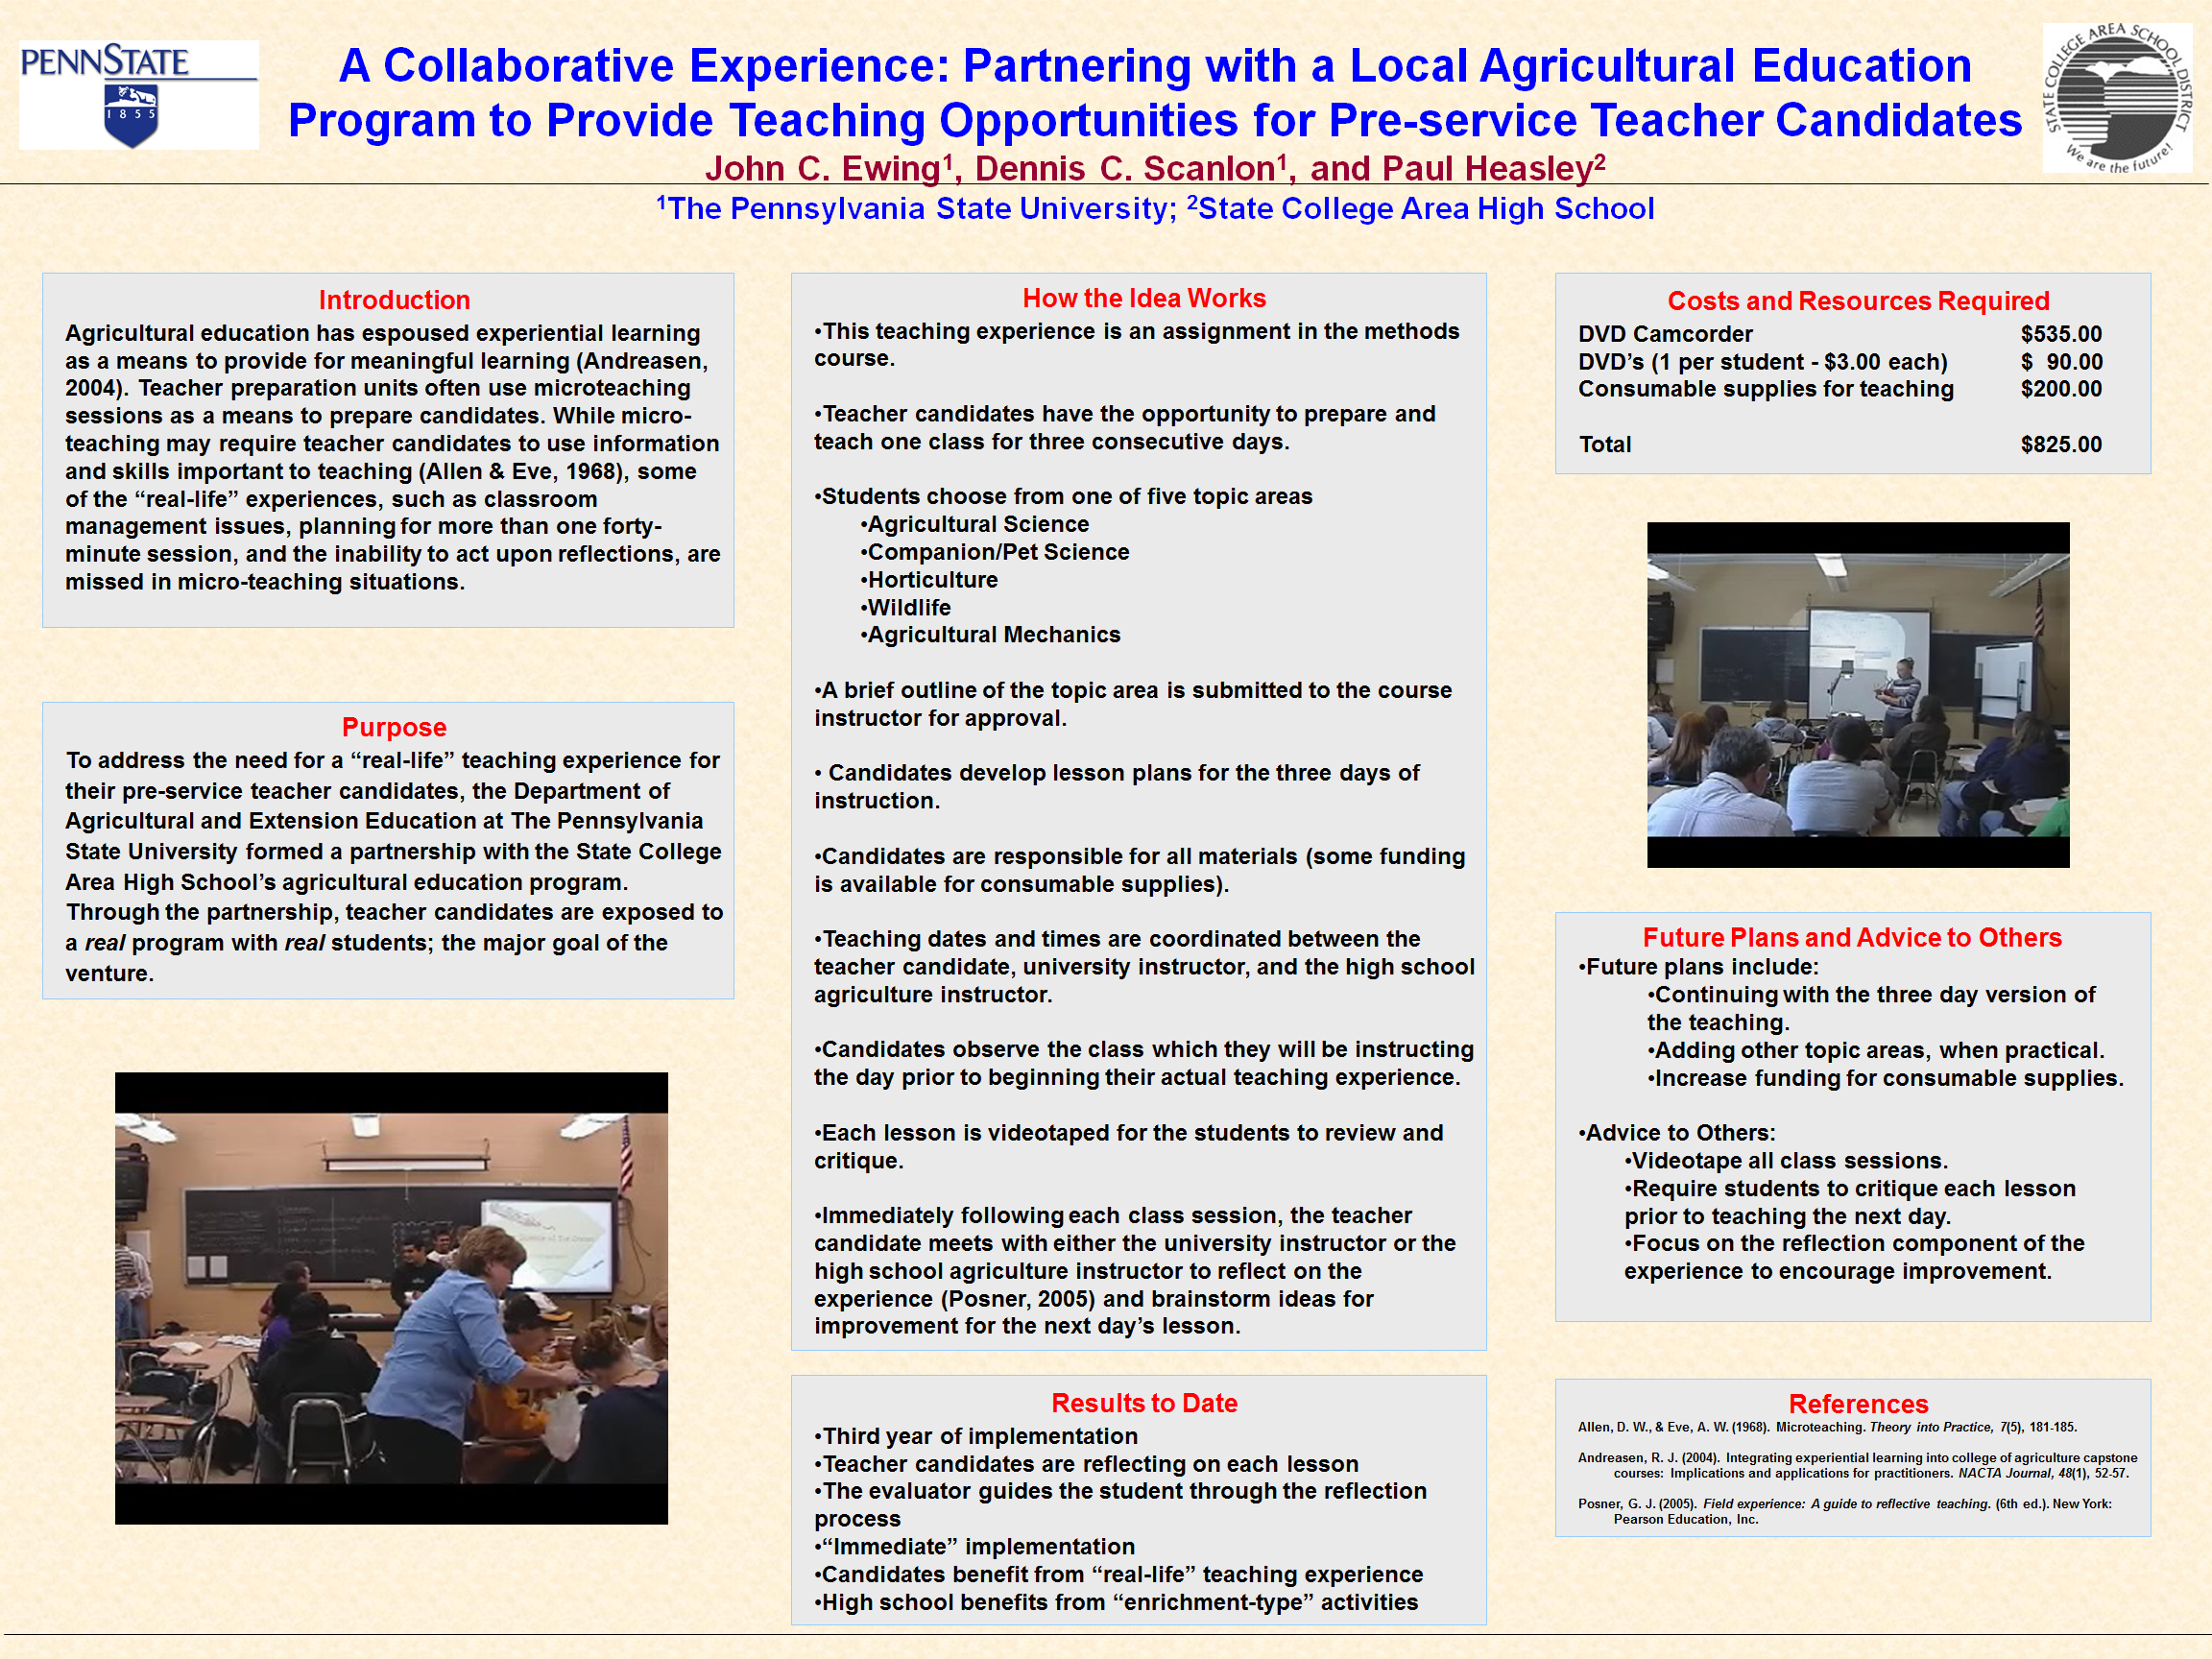 PENNSTATE
1855
A Collaborative Experience: Partnering with a Local Agricultural Education
Program to Provide Teaching Opportunities for Pre-service Teacher Candidates
John C. Ewing1, Dennis C. Scanlon1, and Paul Heasley2
1The Pennsylvania State University; 2State College Area High School
STATE COLLEGE AREA SCHOOL DISTRICT
We are the future!
Introduction
Agricultural education has espoused experiential learning
as a means to provide for meaningful learning (Andreasen,
2004). Teacher preparation units often use microteaching
sessions as a means to prepare candidates. While micro-
teaching may require teacher candidates to use information
and skills important to teaching (Allen & Eve, 1968), some
of the “real-life” experiences, such as classroom
management issues, planning for more than one forty-
minute session, and the inability to act upon reflections, are
missed in micro-teaching situations.
Purpose
To address the need for a “real-life” teaching experience for
their pre-service teacher candidates, the Department of
Agricultural and Extension Education at The Pennsylvania
State University formed a partnership with the State College
Area High School’s agricultural education program.
Through the partnership, teacher candidates are exposed to
a real program with real students; the major goal of the
venture.
How the Idea Works
•This teaching experience is an assignment in the methods
course.
•Teacher candidates have the opportunity to prepare and
teach one class for three consecutive days.
•Students choose from one of five topic areas
•Agricultural Science
•Companion/Pet Science
•Horticulture
•Wildlife
•Agricultural Mechanics
•A brief outline of the topic area is submitted to the course
instructor for approval.
• Candidates develop lesson plans for the three days of
instruction.
•Candidates are responsible for all materials (some funding
is available for consumable supplies).
•Teaching dates and times are coordinated between the
teacher candidate, university instructor, and the high school
agriculture instructor.
•Candidates observe the class which they will be instructing
the day prior to beginning their actual teaching experience.
•Each lesson is videotaped for the students to review and
critique.
•Immediately following each class session, the teacher
candidate meets with either the university instructor or the
high school agriculture instructor to reflect on the
experience (Posner, 2005) and brainstorm ideas for
improvement for the next day’s lesson.
Results to Date
•Third year of implementation
•Teacher candidates are reflecting on each lesson
•The evaluator guides the student through the reflection
process
•“Immediate” implementation
•Candidates benefit from “real-life” teaching experience
•High school benefits from “enrichment-type” activities
Costs and Resources Required
DVD Camcorder $535.00
DVD’s (1 per student - $3.00 each) $ 90.00
Consumable supplies for teaching $200.00
Total $825.00
Future Plans and Advice to Others
•Future plans include:
•Continuing with the three day version of
the teaching.
•Adding other topic areas, when practical.
•Increase funding for consumable supplies.
•Advice to Others:
•Videotape all class sessions.
•Require students to critique each lesson
prior to teaching the next day.
•Focus on the reflection component of the
experience to encourage improvement.
References
Allen, D. W., & Eve, A. W. (1968). Microteaching. Theory into Practice, 7(5), 181-185.
Andreasen, R. J. (2004). Integrating experiential learning into college of agriculture capstone
courses: Implications and applications for practitioners. NACTA Journal, 48(1), 52-57.
Posner, G. J. (2005). Field experience: A guide to reflective teaching. (6th ed.). New York:
Pearson Education, Inc.